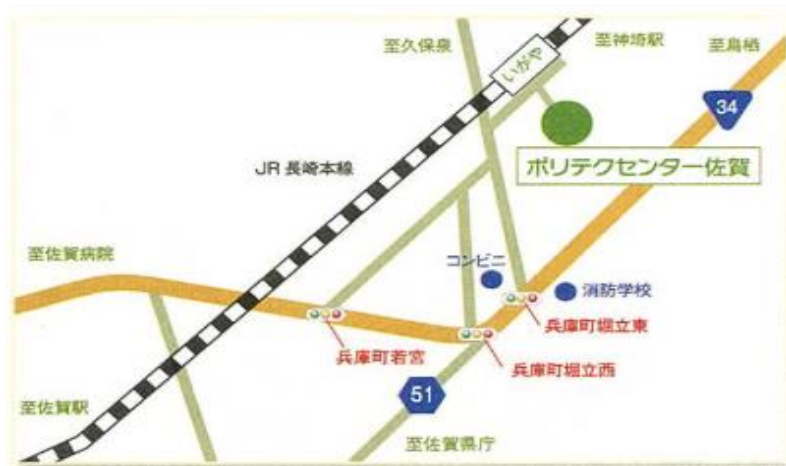 至久保泉
至神埼駅
至鳥栖
いがや
34
JR 長崎本線
ポリテクセンター佐賀
至佐賀病院
コンビニ
消防学校
兵庫町堀立東
兵庫町若宮
兵庫町堀立西
51
至佐賀駅
至佐賀県庁